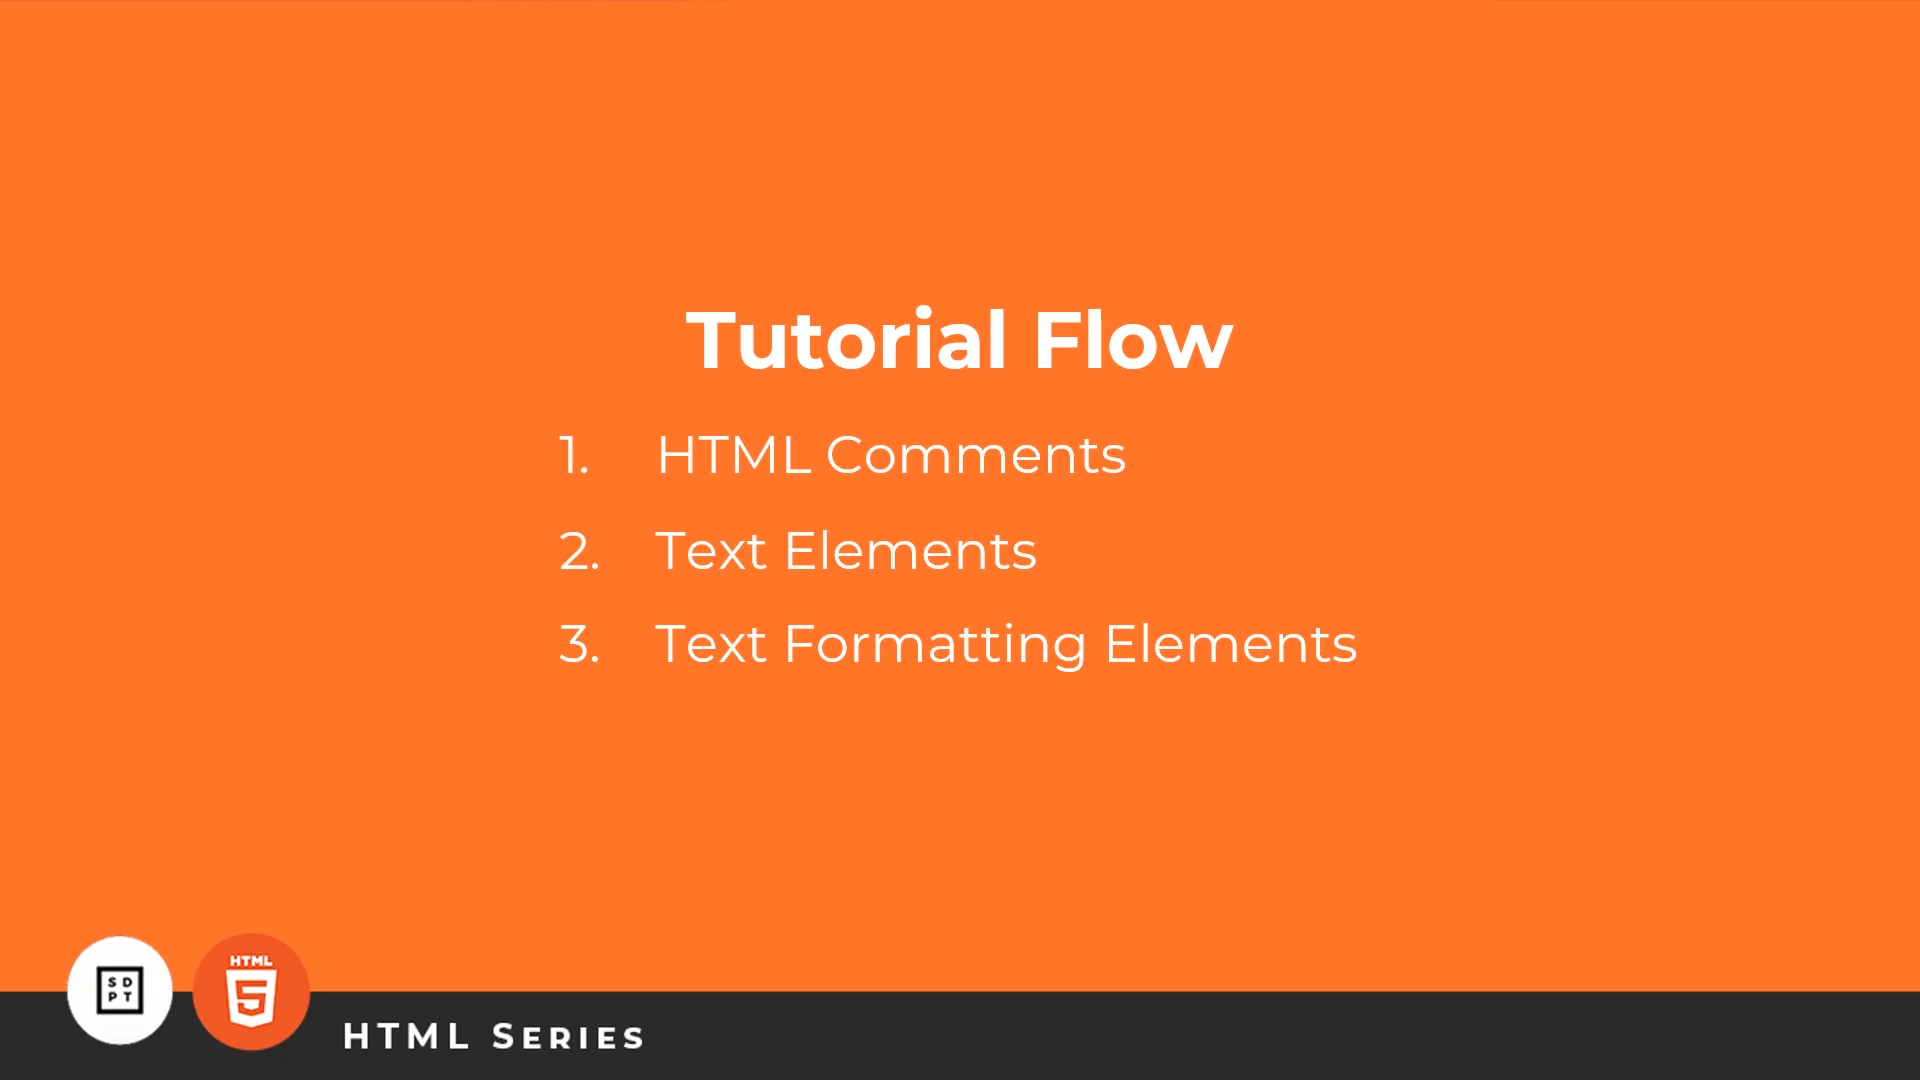 Tutorial Flow
1. HTML Comments
2. Text Elements
3. Text Formatting Elements
SD
PT
HTML
5
HTML SERIES